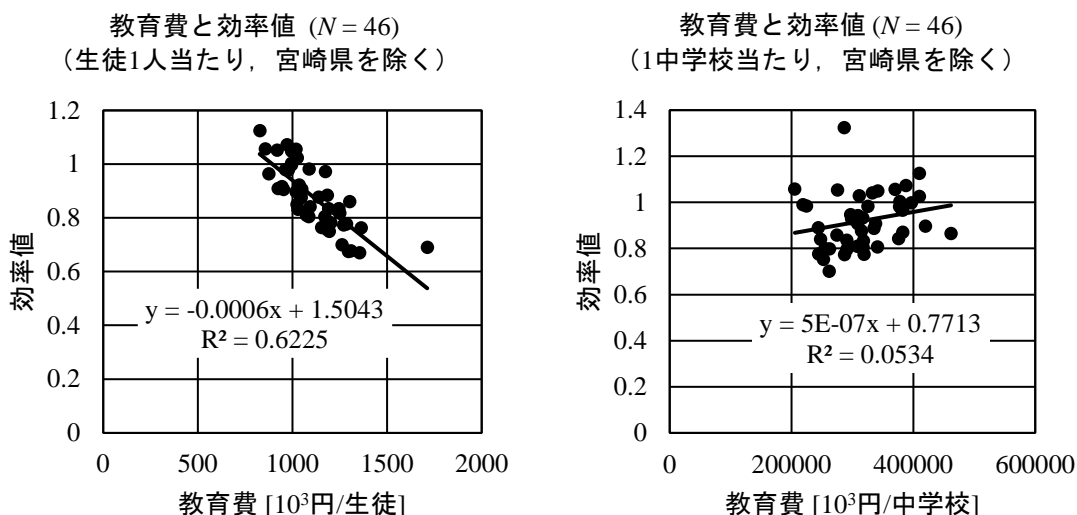 教育費と効率値 (N = 46)
（生徒1人当たり，宮崎県を除く）
1.2
1
0.8
0.6
0.4
0.2
0
効率値
y = -0.0006x + 1.5043
R² = 0.6225
0 500 1000 1500 2000
教育費 [10³円/生徒]
教育費と効率値 (N = 46)
（1中学校当たり，宮崎県を除く）
1.4
1.2
1
0.8
0.6
0.4
0.2
0
効率値
y = 5E-07x + 0.7713
R² = 0.0534
0 200000 400000 600000
教育費 [10³円/中学校]